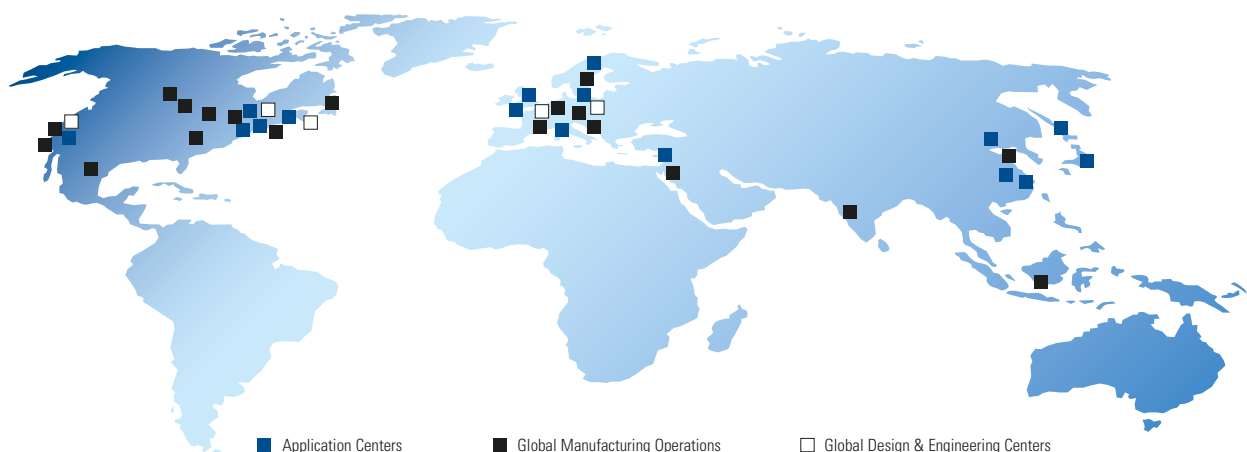 Application Centers
Global Manufacturing Operations
Global Design & Engineering Centers